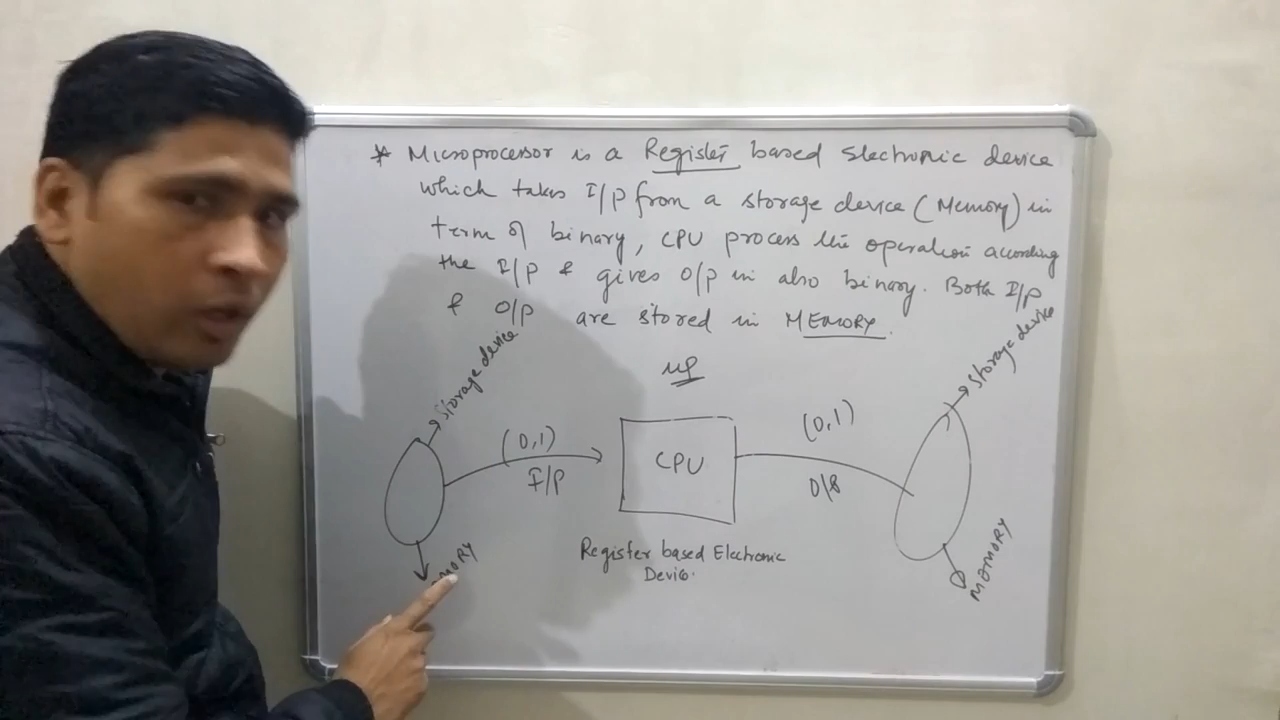 * Microprocessor is a Register based Electronic device
which takes I/P from a storage device (Memory) in
term of binary, CPU process the operation according
the I/P & gives O/P in also binary. Both I/P
& O/P are stored in MEMORY.
μP
storage device
storage device
(0,1)
(0,1)
CPU
I/P
Register based Electronic
Device.
MEMORY